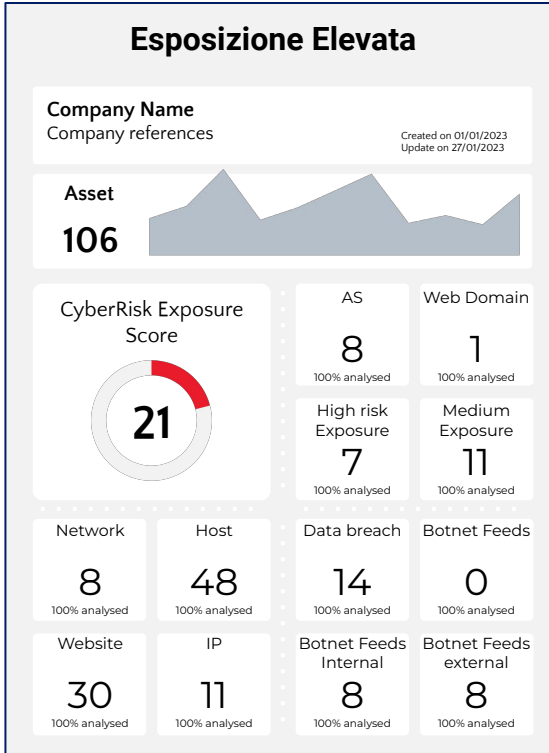 Esposizione Elevata
Company Name
Company references
Created on 01/01/2023
Update on 27/01/2023
Asset
106
CyberRisk Exposure
Score
21
AS
8
100% analysed
Web Domain
1
100% analysed
High risk
Exposure
7
100% analysed
Medium
Exposure
11
100% analysed
Network
8
100% analysed
Host
48
100% analysed
Data breach
14
100% analysed
Botnet Feeds
0
100% analysed
Website
30
100% analysed
IP
11
100% analysed
Botnet Feeds
Internal
8
100% analysed
Botnet Feeds
external
8
100% analysed